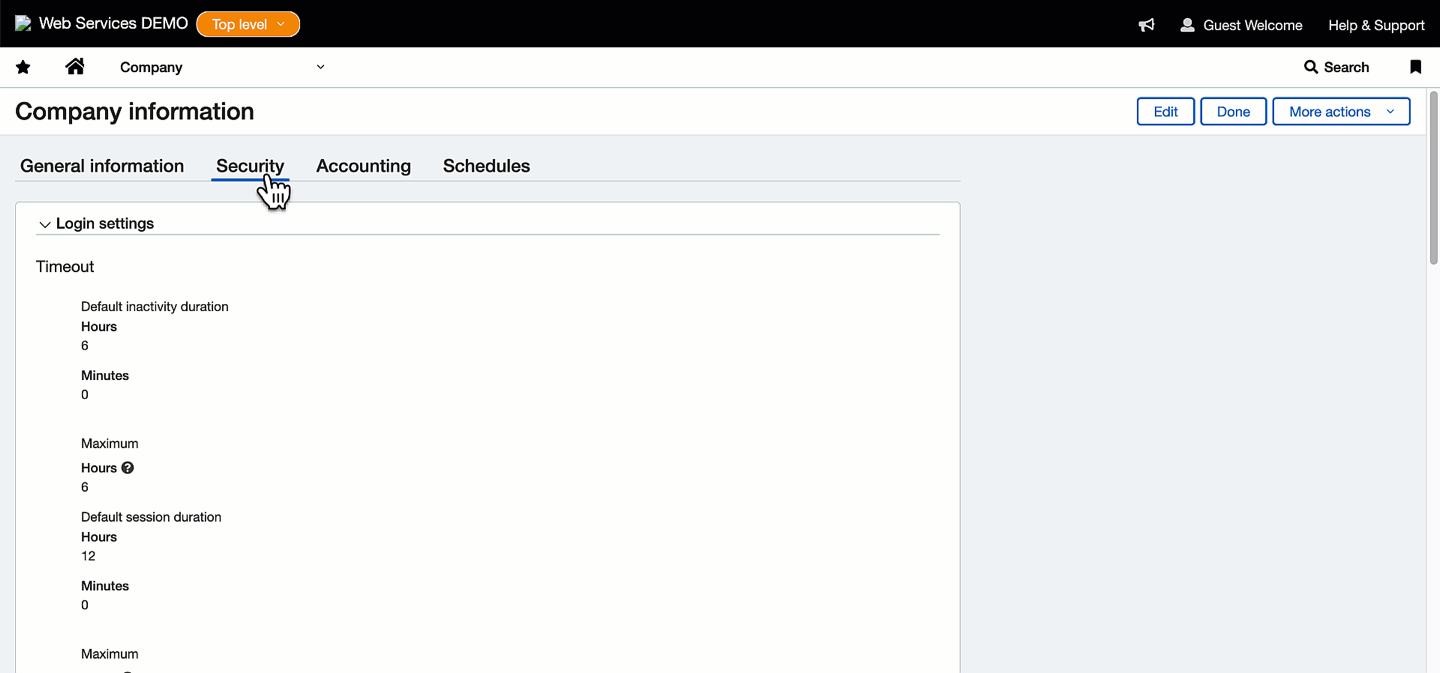 Web Services DEMO Top level Guest Welcome Help & Support
Company Search
Company information Edit Done More actions
General information Security Accounting Schedules
Login settings
Timeout
Default inactivity duration
Hours
6
Minutes
0
Maximum
Hours ?
6
Default session duration
Hours
12
Minutes
0
Maximum